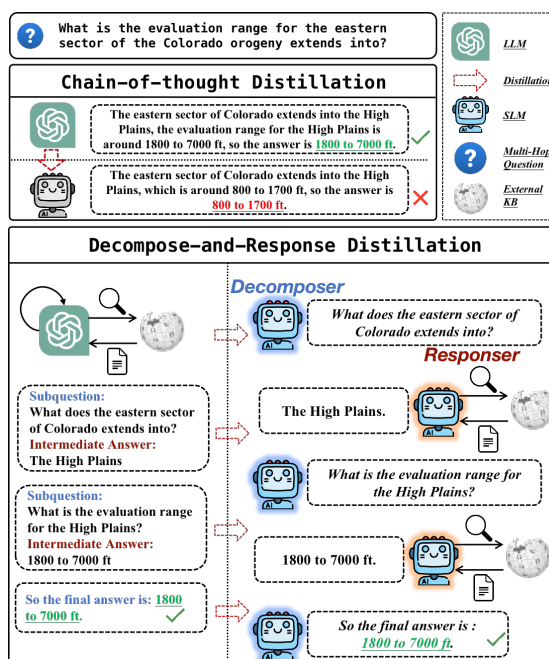 What is the evaluation range for the eastern
sector of the Colorado orogeny extends into?
Chain-of-thought Distillation
The eastern sector of Colorado extends into the High
Plains, the evaluation range for the High Plains is
around 1800 to 7000 ft, so the answer is 1800 to 7000 ft.
The eastern sector of Colorado extends into the High
Plains, which is around 800 to 1700 ft, so the answer is
800 to 1700 ft.
AI
LLM
Distillation
SLM
Multi-Hop
Question
External
KB
Decompose-and-Response Distillation
Decomposer
What does the eastern sector of
Colorado extends into?
Responser
The High Plains.
What is the evaluation range for
the High Plains?
1800 to 7000 ft.
So the final answer is :
1800 to 7000 ft.
Subquestion:
What does the eastern sector
of Colorado extends into?
Intermediate Answer:
The High Plains
Subquestion:
What is the evaluation range
for the High Plains?
Intermediate Answer:
1800 to 7000 ft
So the final answer is: 1800
to 7000 ft.
AI
AI
AI
AI
AI
AI